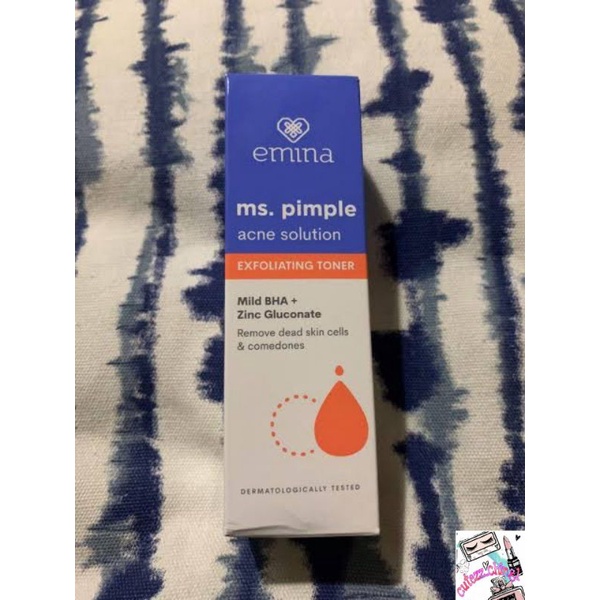 emina
ms. pimple
acne solution
EXFOLIATING TONER
Mild BHA +
Zinc Gluconate
Remove dead skin cells
& comedones
DERMATOLOGICALLY TESTED